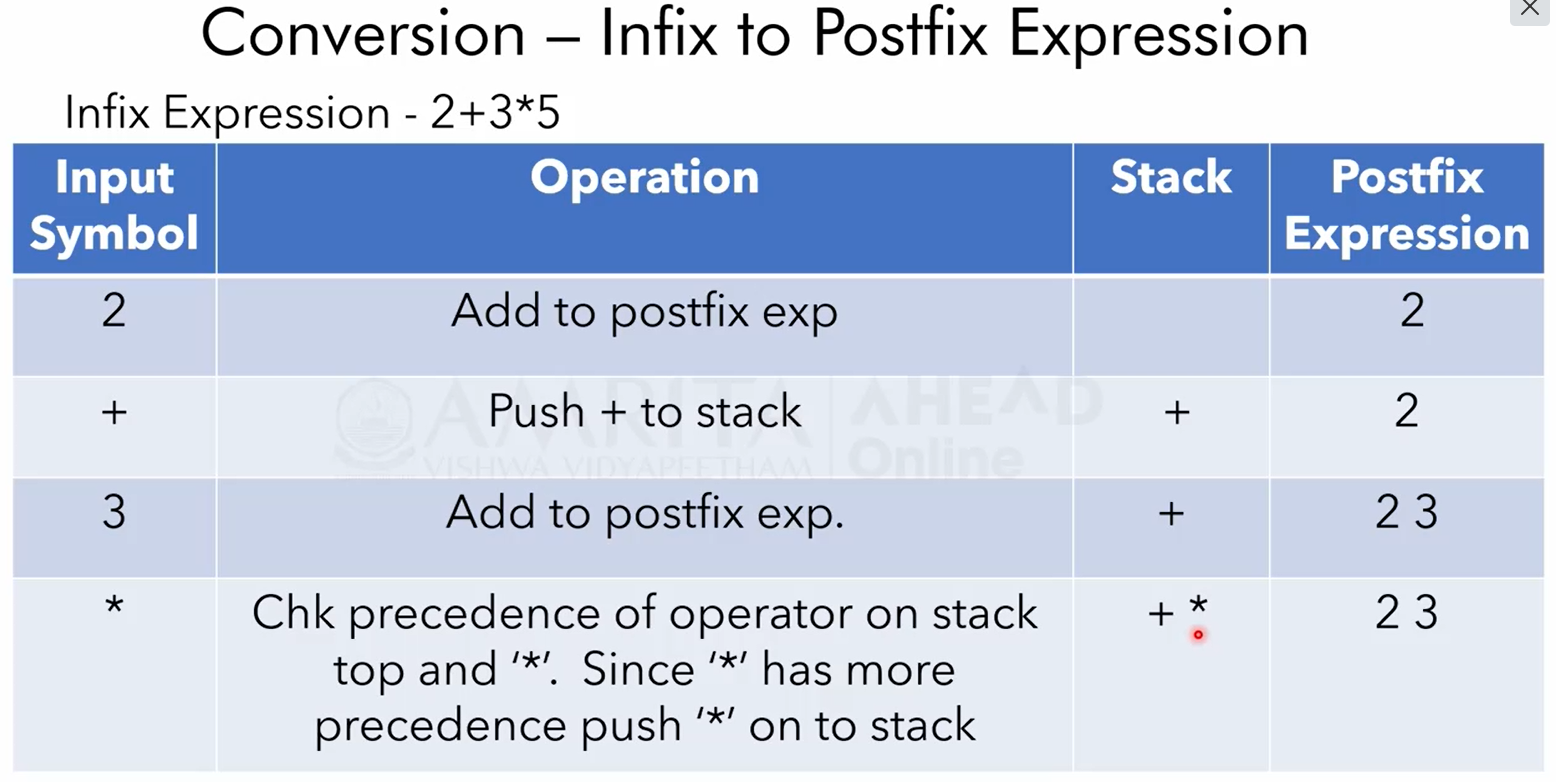 Conversion – Infix to Postfix Expression
Infix Expression - 2+3*5
Input Symbol Operation Stack Postfix Expression
2 Add to postfix exp 2
+ Push + to stack + 2
3 Add to postfix exp. + 2 3
* Chk precedence of operator on stack + * 2 3
top and ‘*’. Since ‘*’ has more
precedence push ‘*’ on to stack
AMRITA AHEAD
VISHWA VIDYAPEETHAM Online